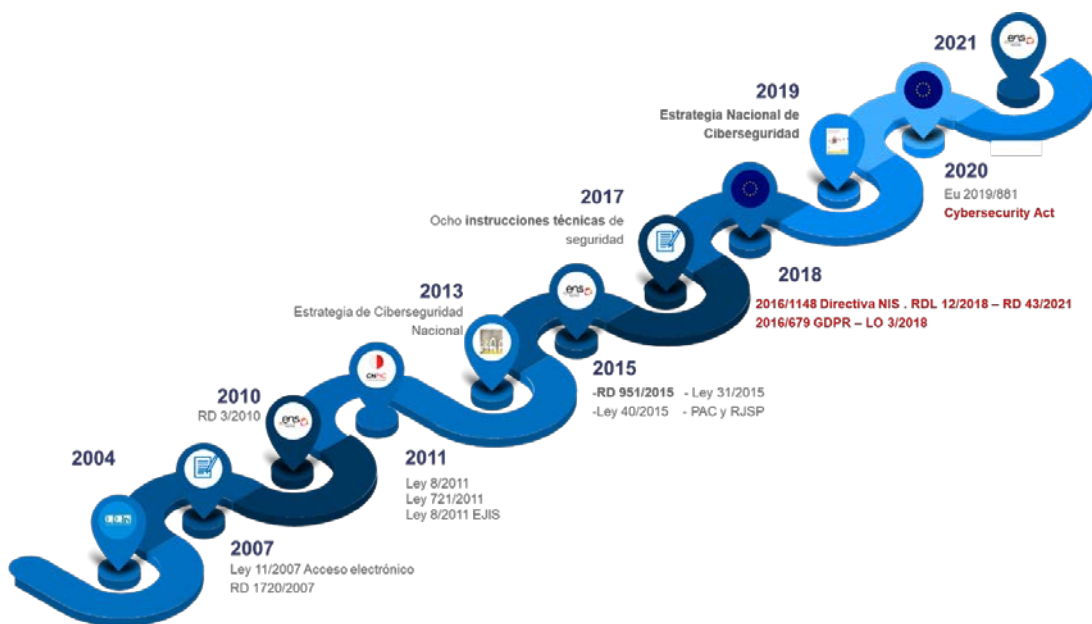 2021
ens
2019
Estrategia Nacional de
Ciberseguridad
2020
Eu 2019/881
Cybersecurity Act
2017
Ocho instrucciones técnicas de
seguridad
2018
2016/1148 Directiva NIS . RDL 12/2018 – RD 43/2021
2016/679 GDPR – LO 3/2018
2013
Estrategia de Ciberseguridad
Nacional
ens
2015
-RD 951/2015 - Ley 31/2015
-Ley 40/2015 - PAC y RJSP
CNPIC
2010
RD 3/2010
ens
2011
Ley 8/2011
Ley 721/2011
Ley 8/2011 EJIS
2004
2007
Ley 11/2007 Acceso electrónico
RD 1720/2007